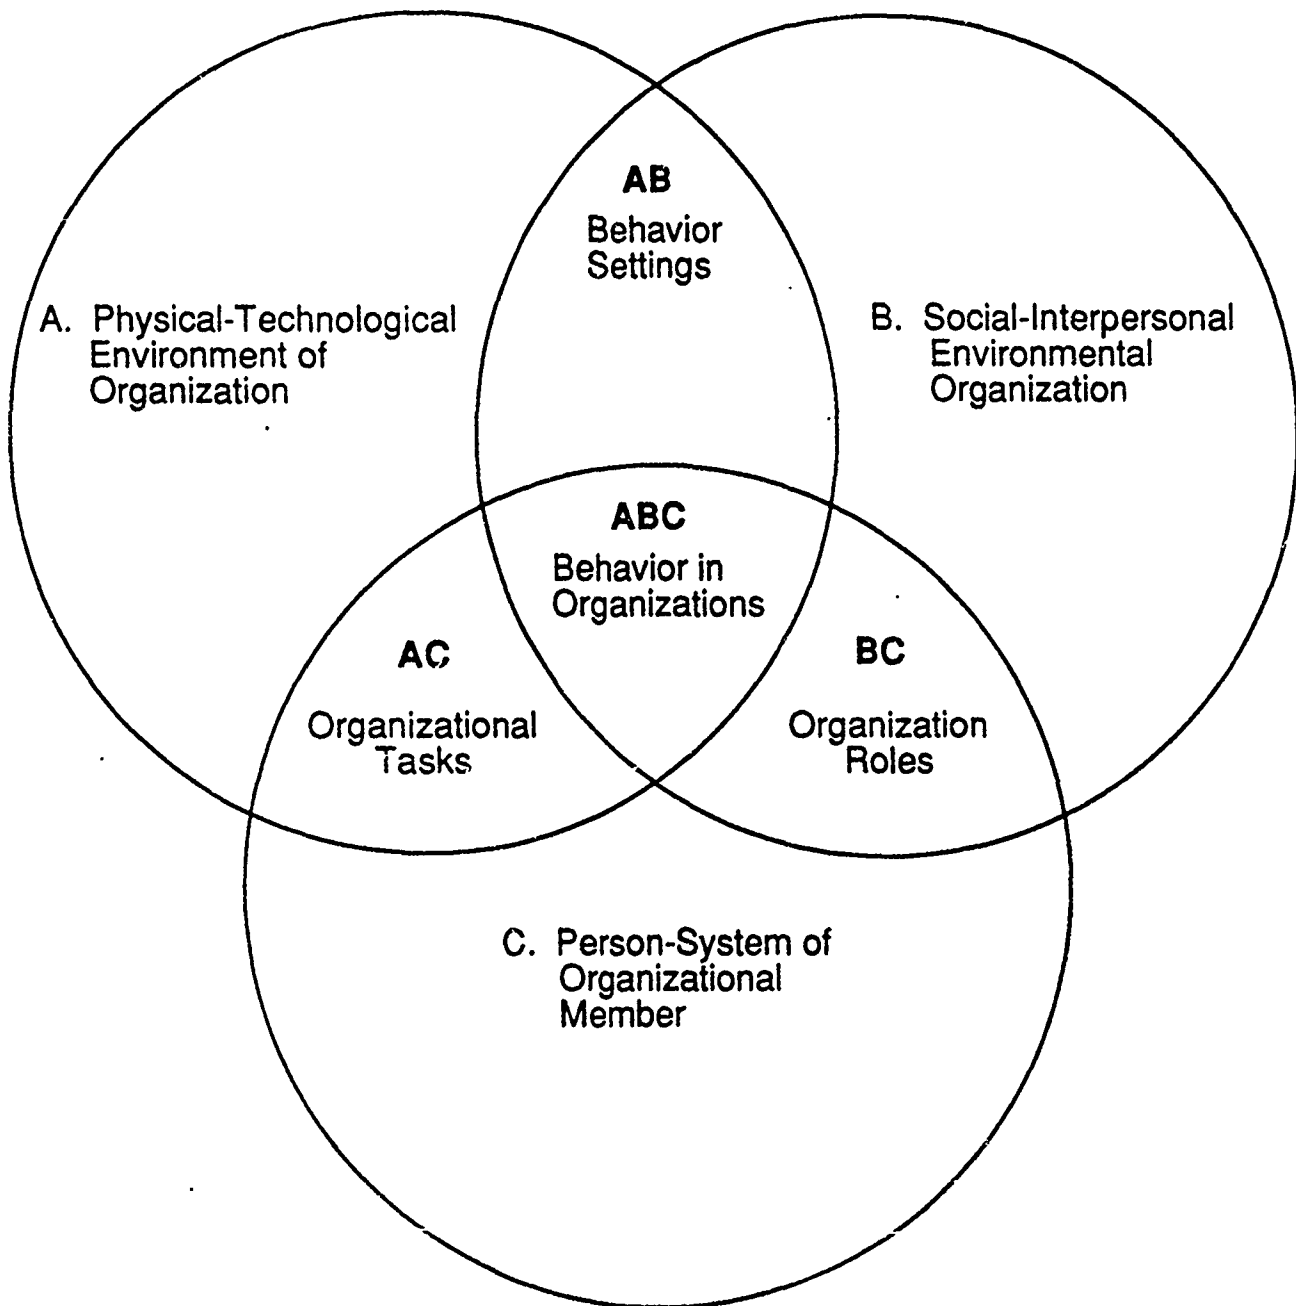 AB
Behavior
Settings
A. Physical-Technological
Environment of
Organization
B. Social-Interpersonal
Environmental
Organization
ABC
Behavior in
Organizations
AC
Organizational
Tasks
BC
Organization
Roles
C. Person-System of
Organizational
Member